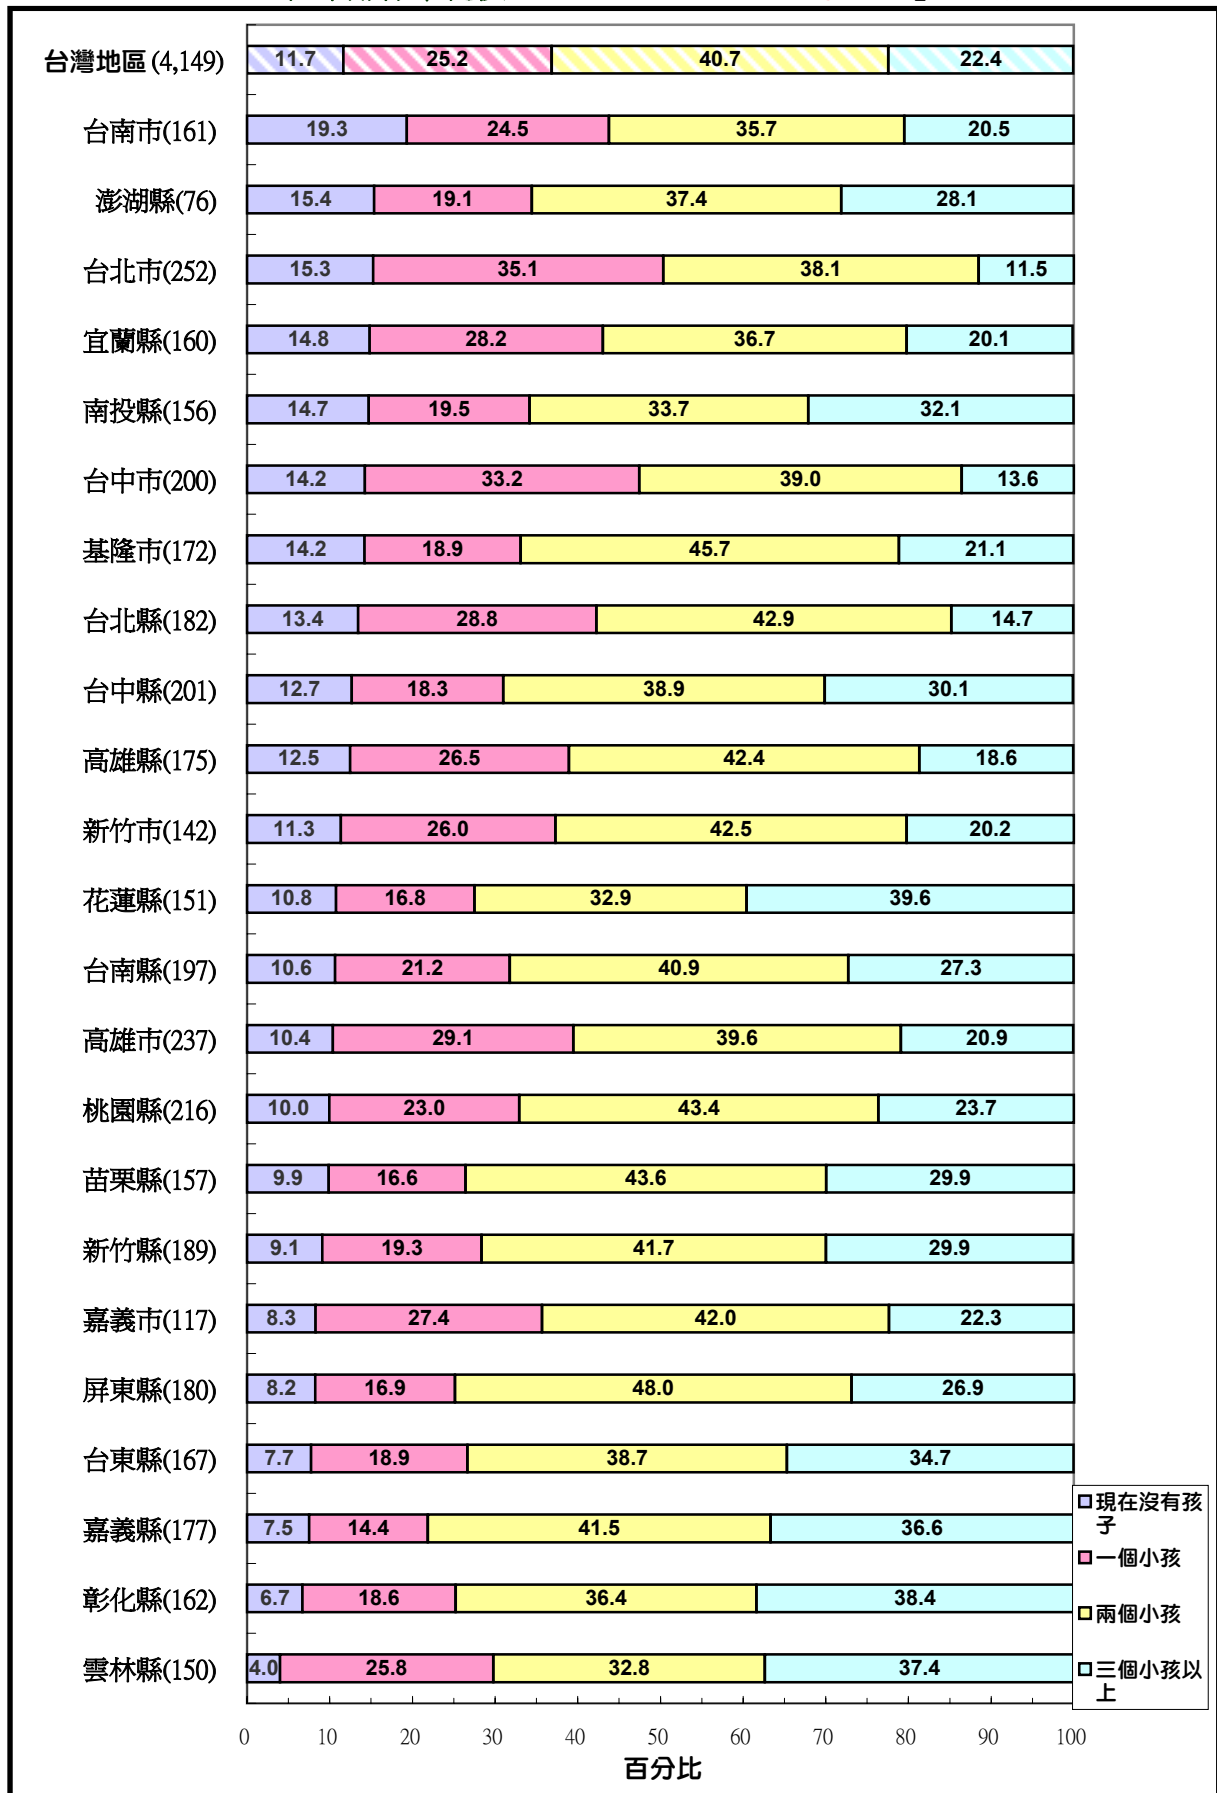 台灣地區(4,149) 11.7 25.2 40.7 22.4
台南市(161) 19.3 24.5 35.7 20.5
澎湖縣(76) 15.4 19.1 37.4 28.1
台北市(252) 15.3 35.1 38.1 11.5
宜蘭縣(160) 14.8 28.2 36.7 20.1
南投縣(156) 14.7 19.5 33.7 32.1
台中市(200) 14.2 33.2 39.0 13.6
基隆市(172) 14.2 18.9 45.7 21.1
台北縣(182) 13.4 28.8 42.9 14.7
台中縣(201) 12.7 18.3 38.9 30.1
高雄縣(175) 12.5 26.5 42.4 18.6
新竹市(142) 11.3 26.0 42.5 20.2
花蓮縣(151) 10.8 16.8 32.9 39.6
台南縣(197) 10.6 21.2 40.9 27.3
高雄市(237) 10.4 29.1 39.6 20.9
桃園縣(216) 10.0 23.0 43.4 23.7
苗栗縣(157) 9.9 16.6 43.6 29.9
新竹縣(189) 9.1 19.3 41.7 29.9
嘉義市(117) 8.3 27.4 42.0 22.3
屏東縣(180) 8.2 16.9 48.0 26.9
台東縣(167) 7.7 18.9 38.7 34.7
嘉義縣(177) 7.5 14.4 41.5 36.6
彰化縣(162) 6.7 18.6 36.4 38.4
雲林縣(150) 4.0 25.8 32.8 37.4
0 10 20 30 40 50 60 70 80 90 100
百分比
現在沒有孩
子
一個小孩
兩個小孩
三個小孩以
上